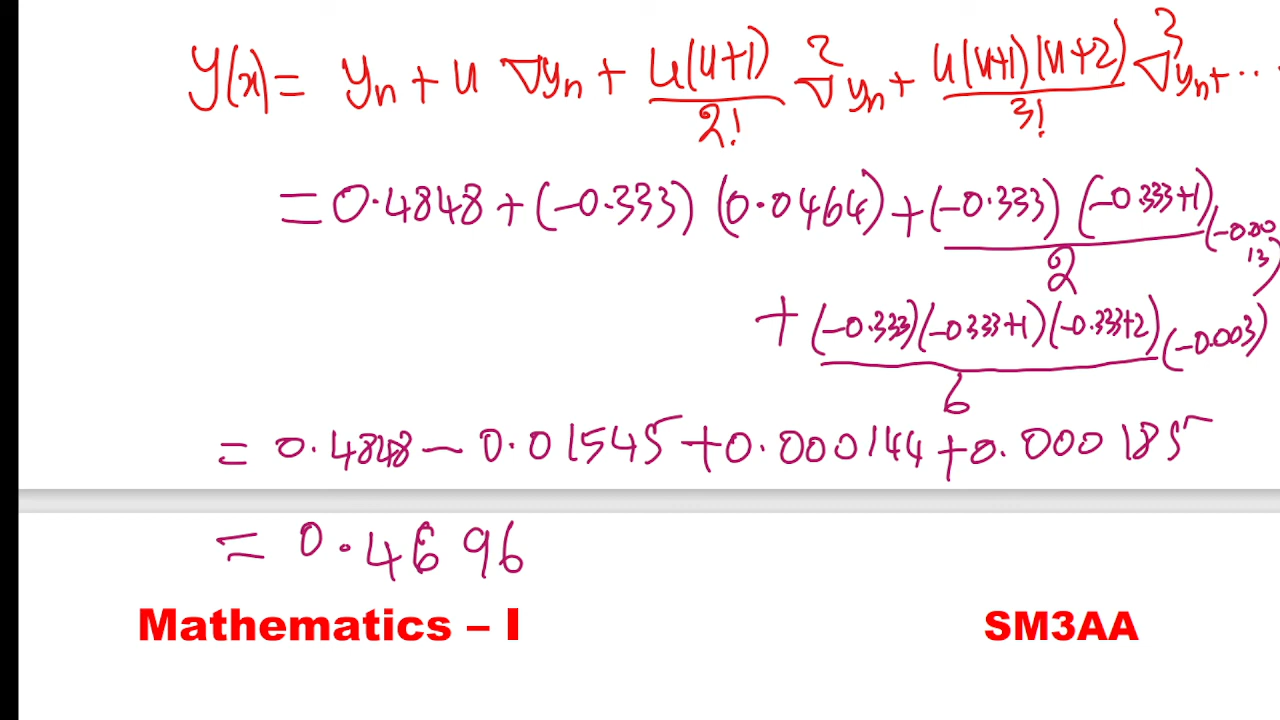 y(x) = yn + u ∇yn + u(u+1)/2! ∇²yn + u(u+1)(u+2)/3! ∇³yn + ...
= 0.4848 + (-0.333) (0.0464) + (-0.333) (-0.333+1)/2 (-0.0013)
+ (-0.333)(-0.333+1)(-0.333+2)/6 (-0.003)
= 0.4848 - 0.01545 + 0.000144 + 0.000185
= 0.4696
Mathematics – I SM3AA